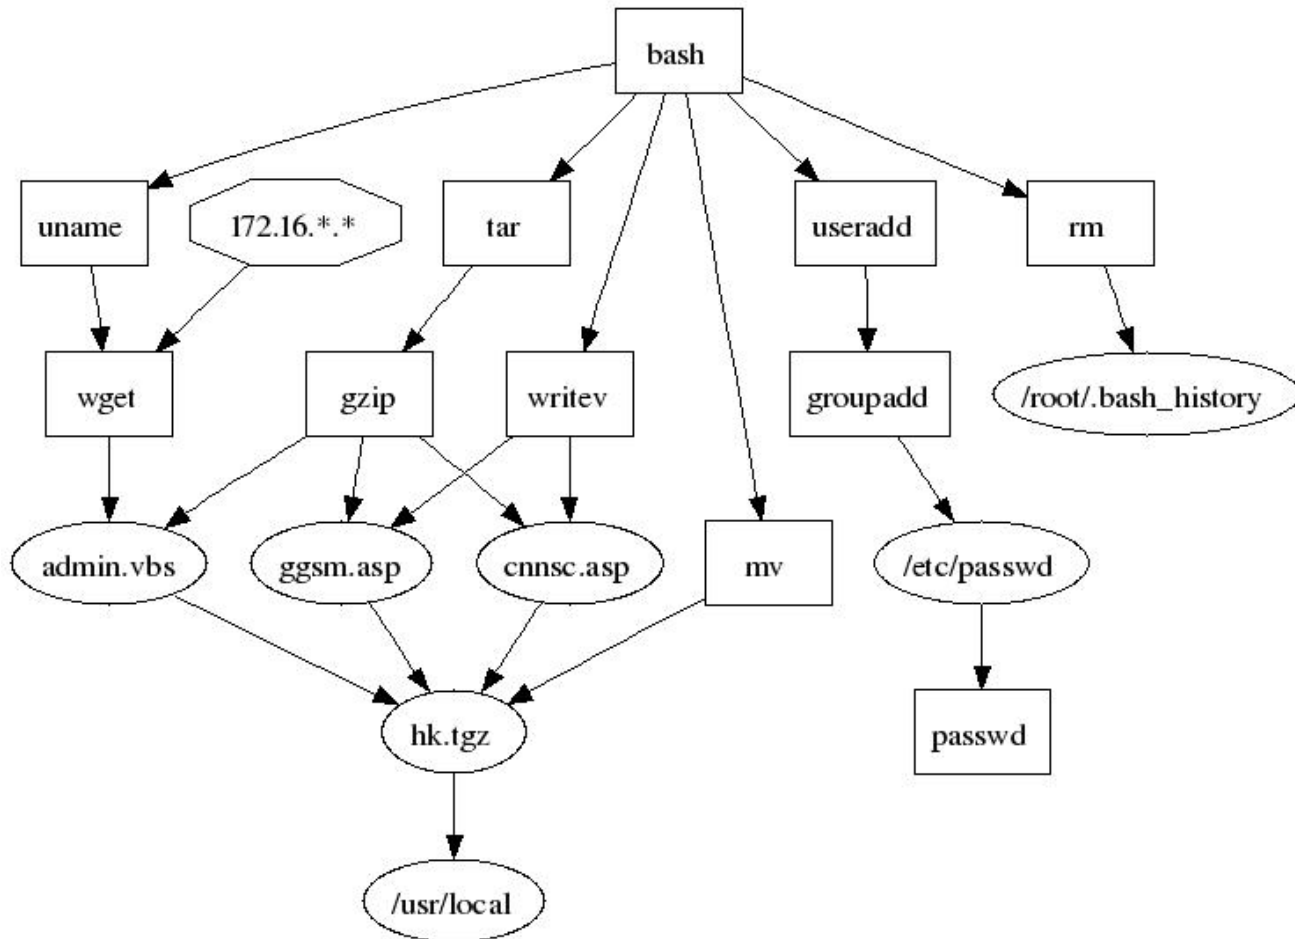 bash
uname
172.16.*.*
tar
useradd
rm
wget
gzip
writev
groupadd
/root/.bash_history
admin.vbs
ggsm.asp
cnnsc.asp
mv
/etc/passwd
hk.tgz
passwd
/usr/local